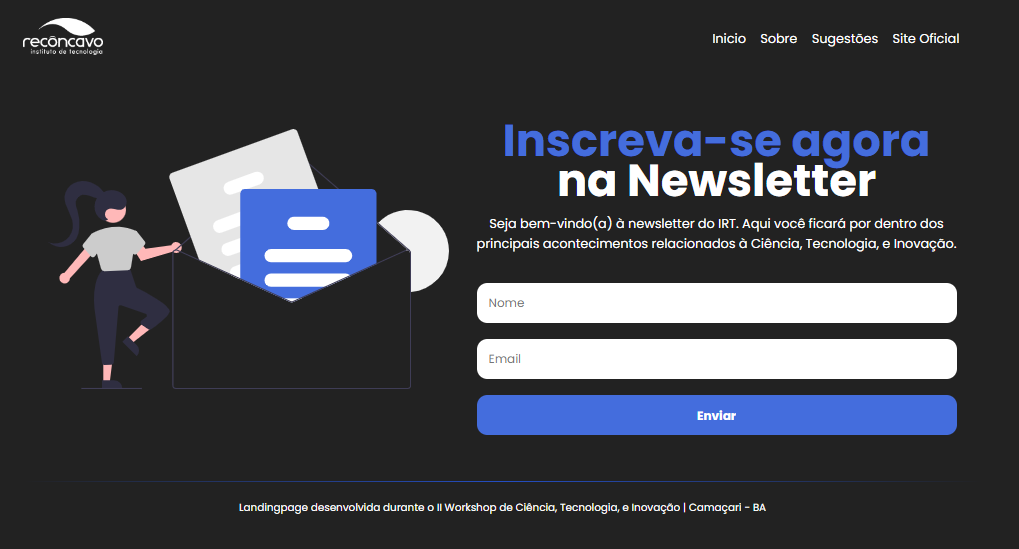 recôncavo
instituto de tecnologia
Inicio Sobre Sugestões Site Oficial
Inscreva-se agora
na Newsletter
Seja bem-vindo(a) à newsletter do IRT. Aqui você ficará por dentro dos
principais acontecimentos relacionados à Ciência, Tecnologia, e Inovação.
Nome
Email
Enviar
Landingpage desenvolvida durante o II Workshop de Ciência, Tecnologia, e Inovação | Camaçari - BA